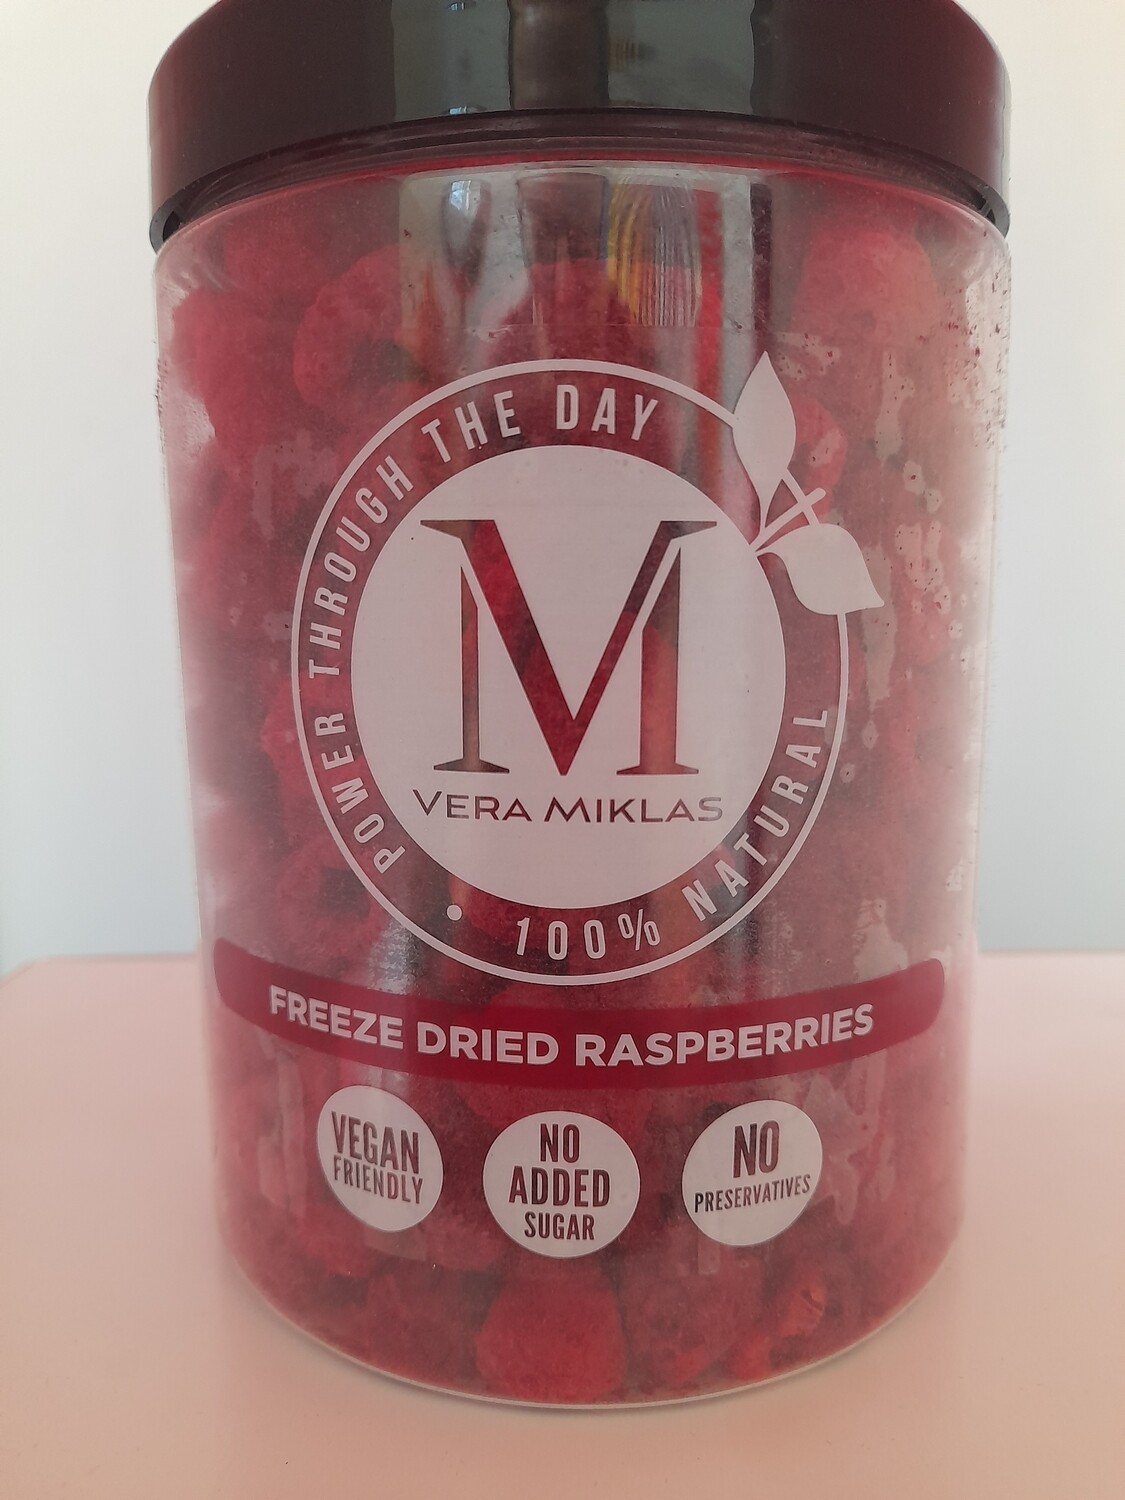 POWER THROUGH THE DAY
M
VERA MIKLAS
• 100% NATURAL
FREEZE DRIED RASPBERRIES
VEGAN
FRIENDLY
NO
ADDED
SUGAR
NO
PRESERVATIVES